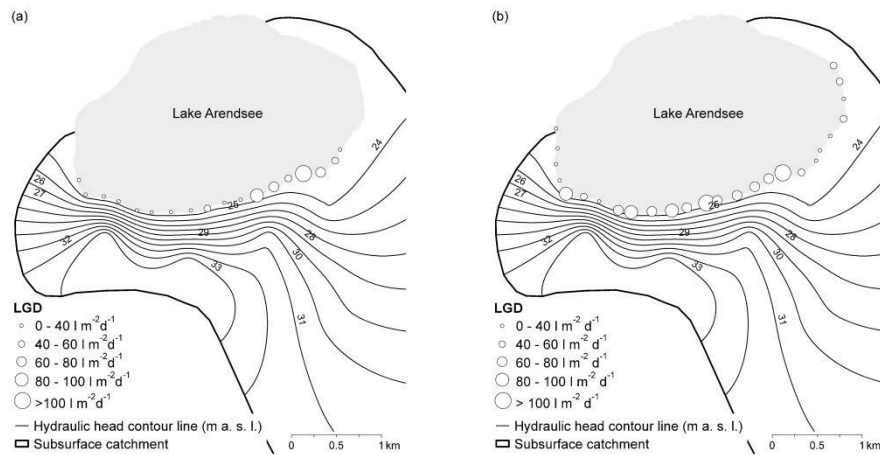 (a)
Lake Arendsee
24
25
26
27
28
29
30
31
32
33
LGD
0 - 40 l m⁻²d⁻¹
40 - 60 l m⁻²d⁻¹
60 - 80 l m⁻²d⁻¹
80 - 100 l m⁻²d⁻¹
>100 l m⁻²d⁻¹
Hydraulic head contour line (m a. s. l.)
Subsurface catchment
0 0.5 1 km
(b)
Lake Arendsee
24
25
26
27
28
29
30
31
32
33
LGD
0 - 40 l m⁻²d⁻¹
40 - 60 l m⁻²d⁻¹
60 - 80 l m⁻²d⁻¹
80 - 100 l m⁻²d⁻¹
> 100 l m⁻²d⁻¹
Hydraulic head contour line (m a. s. l.)
Subsurface catchment
0 0.5 1 km